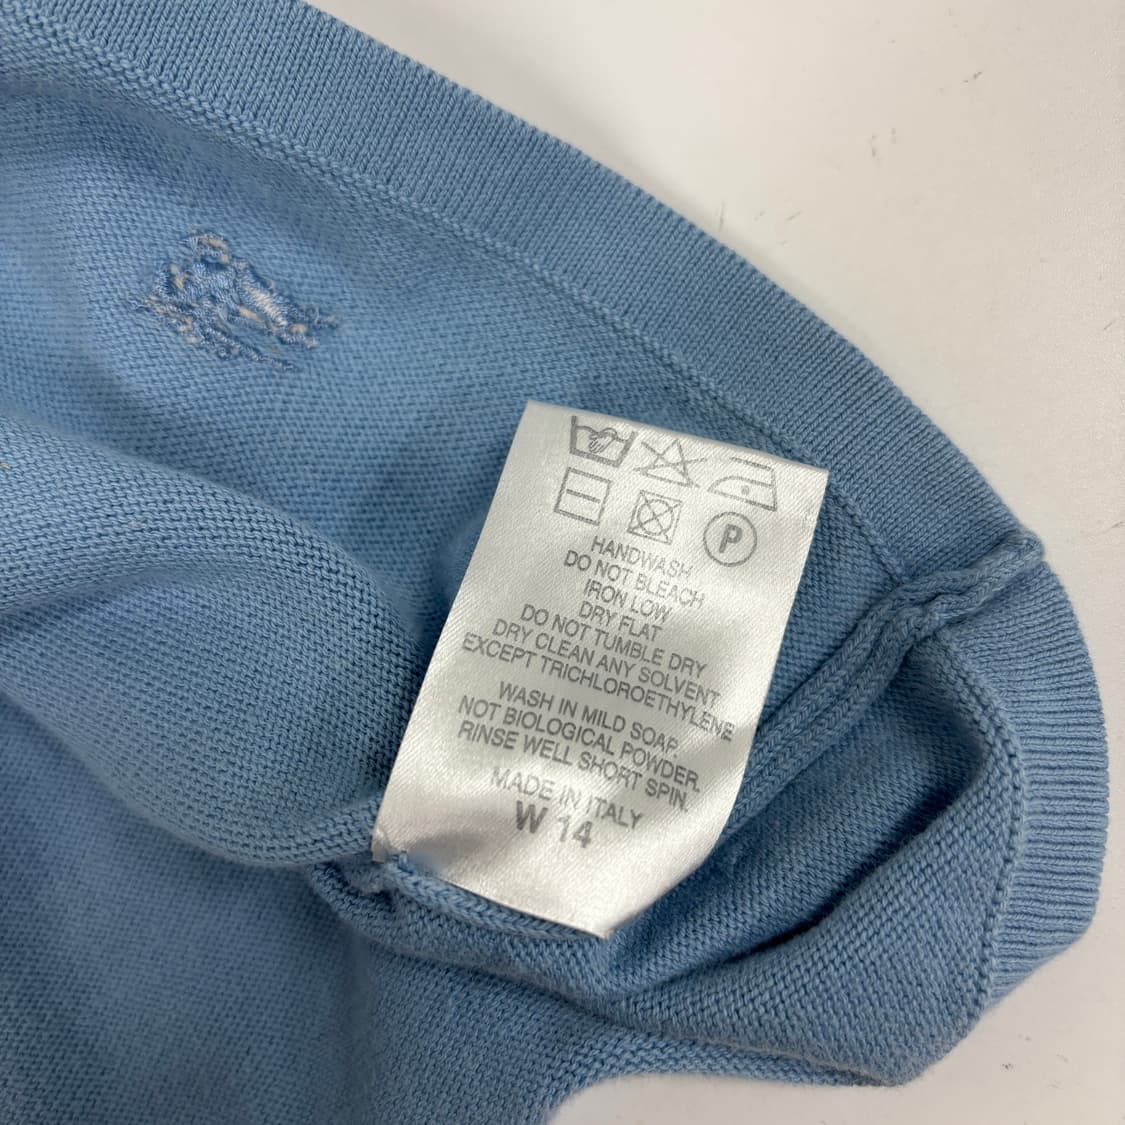 P
HANDWASH
DO NOT BLEACH
IRON LOW
DRY FLAT
DO NOT TUMBLE DRY
DRY CLEAN ANY SOLVENT
EXCEPT TRICHLOROETHYLENE
WASH IN MILD SOAP
NOT BIOLOGICAL POWDER.
RINSE WELL SHORT SPIN.
MADE IN ITALY
W 14